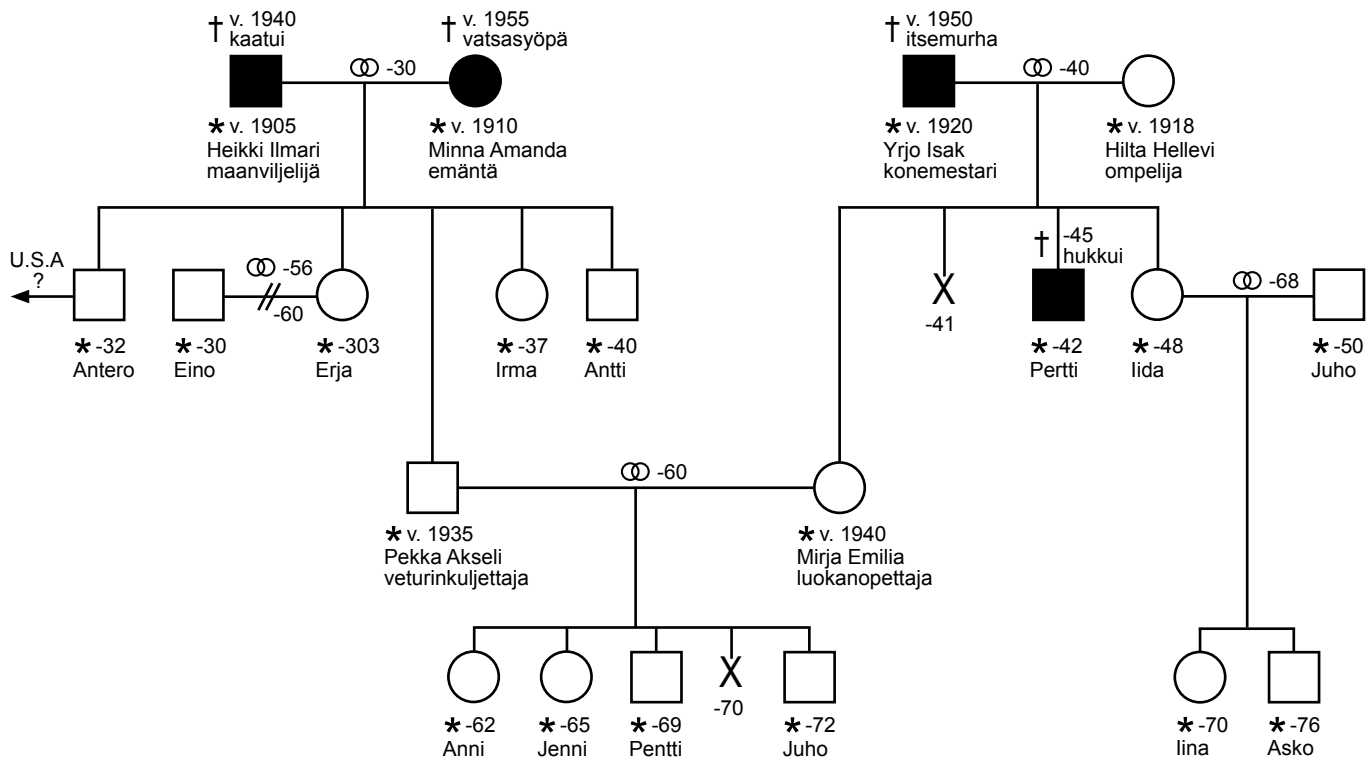 † v. 1940
kaatui
† v. 1955
vatsasyöpä
-30
* v. 1905
Heikki Ilmari
maanviljelijä
* v. 1910
Minna Amanda
emäntä
† v. 1950
itsemurha
-40
* v. 1920
Yrjo Isak
konemestari
* v. 1918
Hilta Hellevi
ompelija
U.S.A
?
* -32
Antero
* -30
Eino
-56
-60
* -303
Erja
* -37
Irma
* -40
Antti
X
-41
† -45
hukkui
* -42
Pertti
* -48
Iida
-68
* -50
Juho
-60
* v. 1935
Pekka Akseli
veturinkuljettaja
* v. 1940
Mirja Emilia
luokanopettaja
* -62
Anni
* -65
Jenni
* -69
Pentti
X
-70
* -72
Juho
* -70
Iina
* -76
Asko